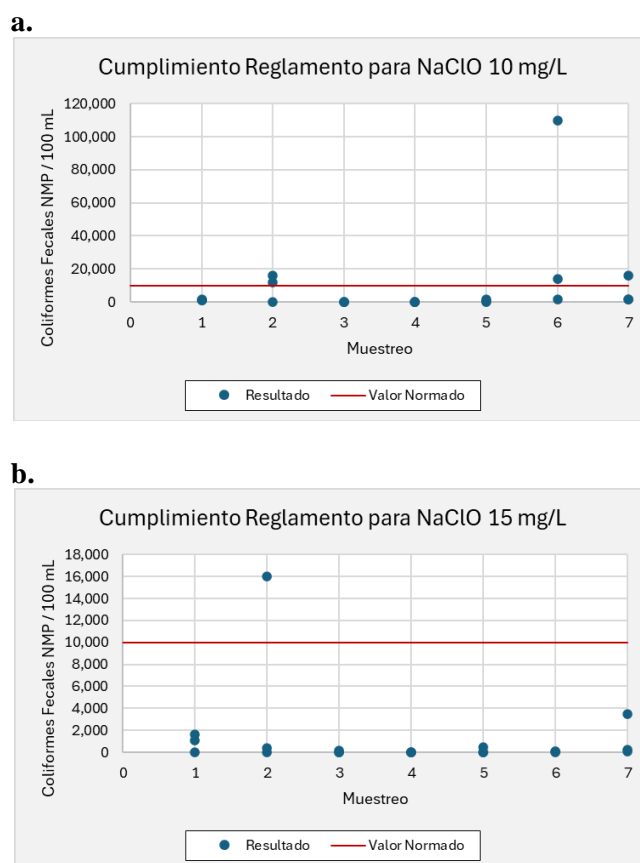 a.
Cumplimiento Reglamento para NaClO 10 mg/L
Coliformes Fecales NMP / 100 mL
120,000
100,000
80,000
60,000
40,000
20,000
0
0 1 2 3 4 5 6 7
Muestreo
Resultado Valor Normado
b.
Cumplimiento Reglamento para NaClO 15 mg/L
Coliformes Fecales NMP / 100 mL
18,000
16,000
14,000
12,000
10,000
8,000
6,000
4,000
2,000
0
0 1 2 3 4 5 6 7
Muestreo
Resultado Valor Normado